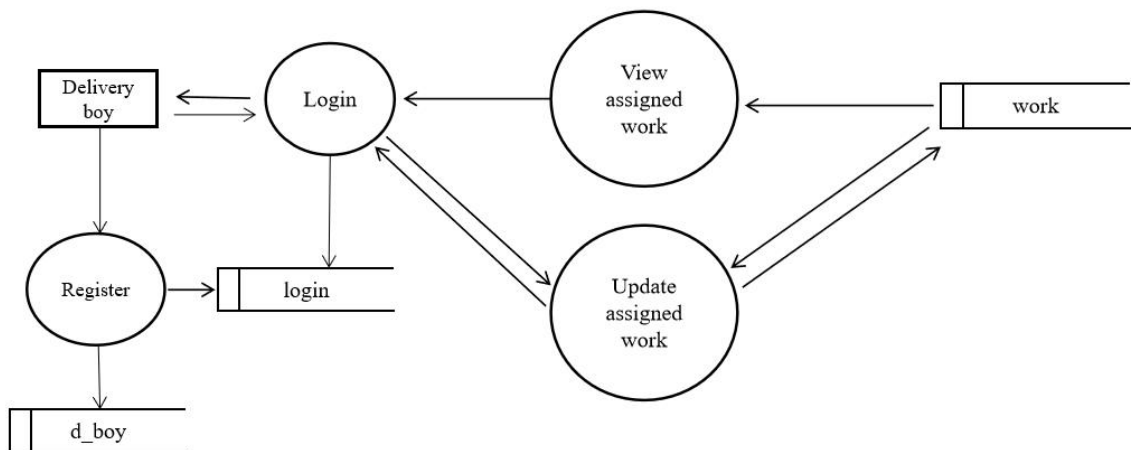 Delivery
boy
Login
View
assigned
work
work
Register
login
Update
assigned
work
d_boy